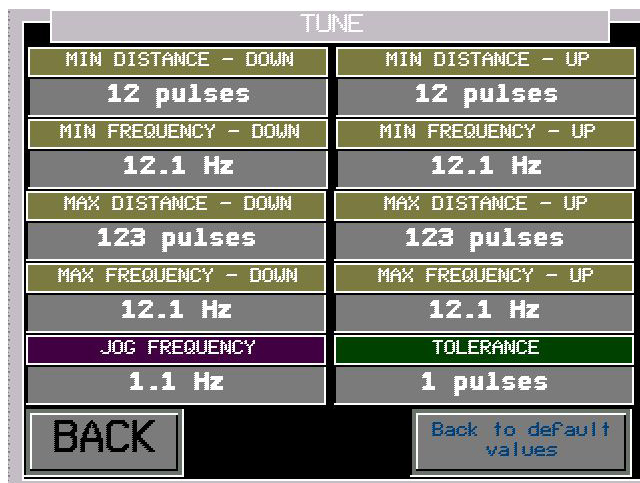 TUNE
MIN DISTANCE - DOWN
MIN DISTANCE - UP
12 pulses
12 pulses
MIN FREQUENCY - DOWN
MIN FREQUENCY - UP
12.1 Hz
12.1 Hz
MAX DISTANCE - DOWN
MAX DISTANCE - UP
123 pulses
123 pulses
MAX FREQUENCY - DOWN
MAX FREQUENCY - UP
12.1 Hz
12.1 Hz
JOG FREQUENCY
TOLERANCE
1.1 Hz
1 pulses
BACK
Back to default
values